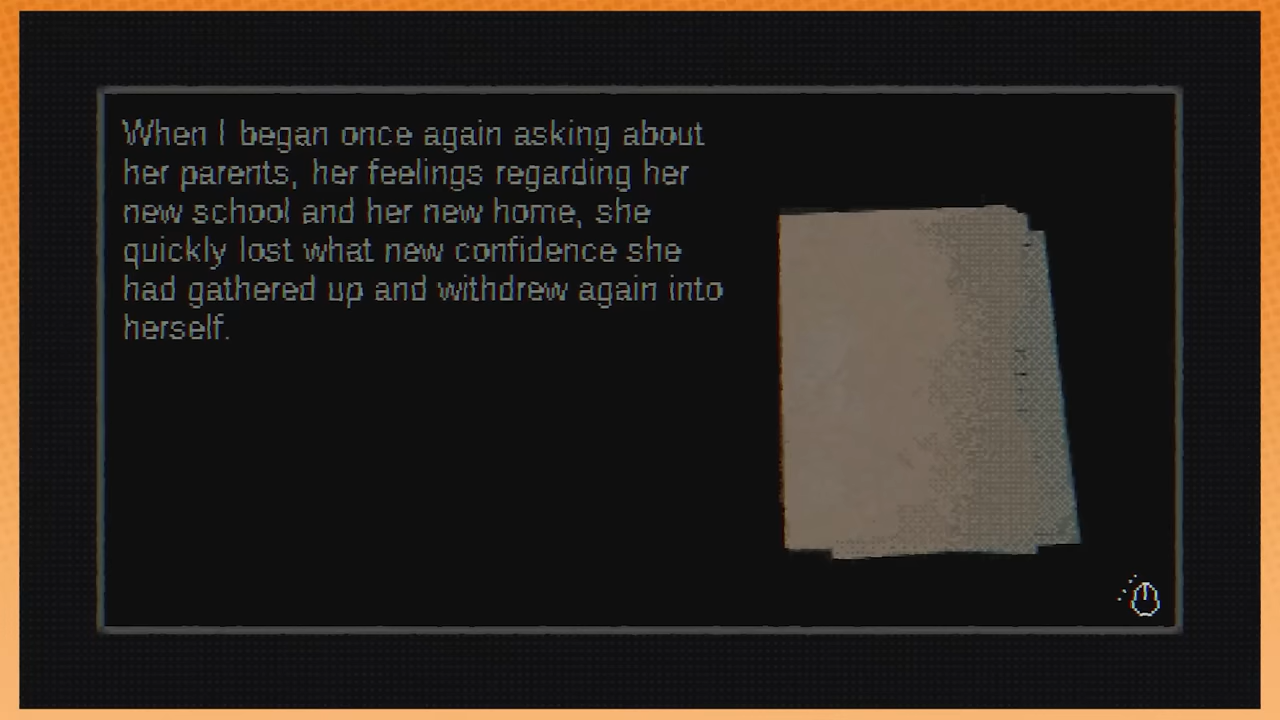 When I began once again asking about
her parents, her feelings regarding her
new school and her new home, she
quickly lost what new confidence she
had gathered up and withdrew again into
herself.